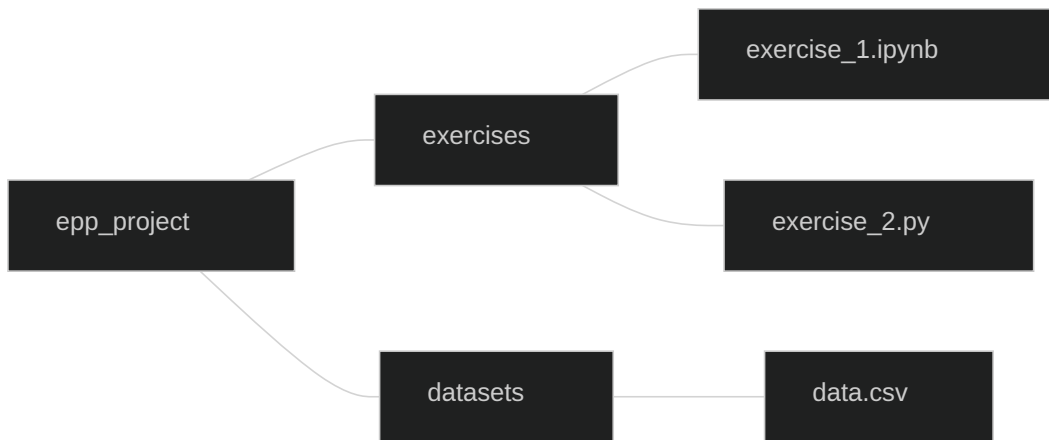 exercise_1.ipynb
exercises
epp_project
exercise_2.py
datasets
data.csv